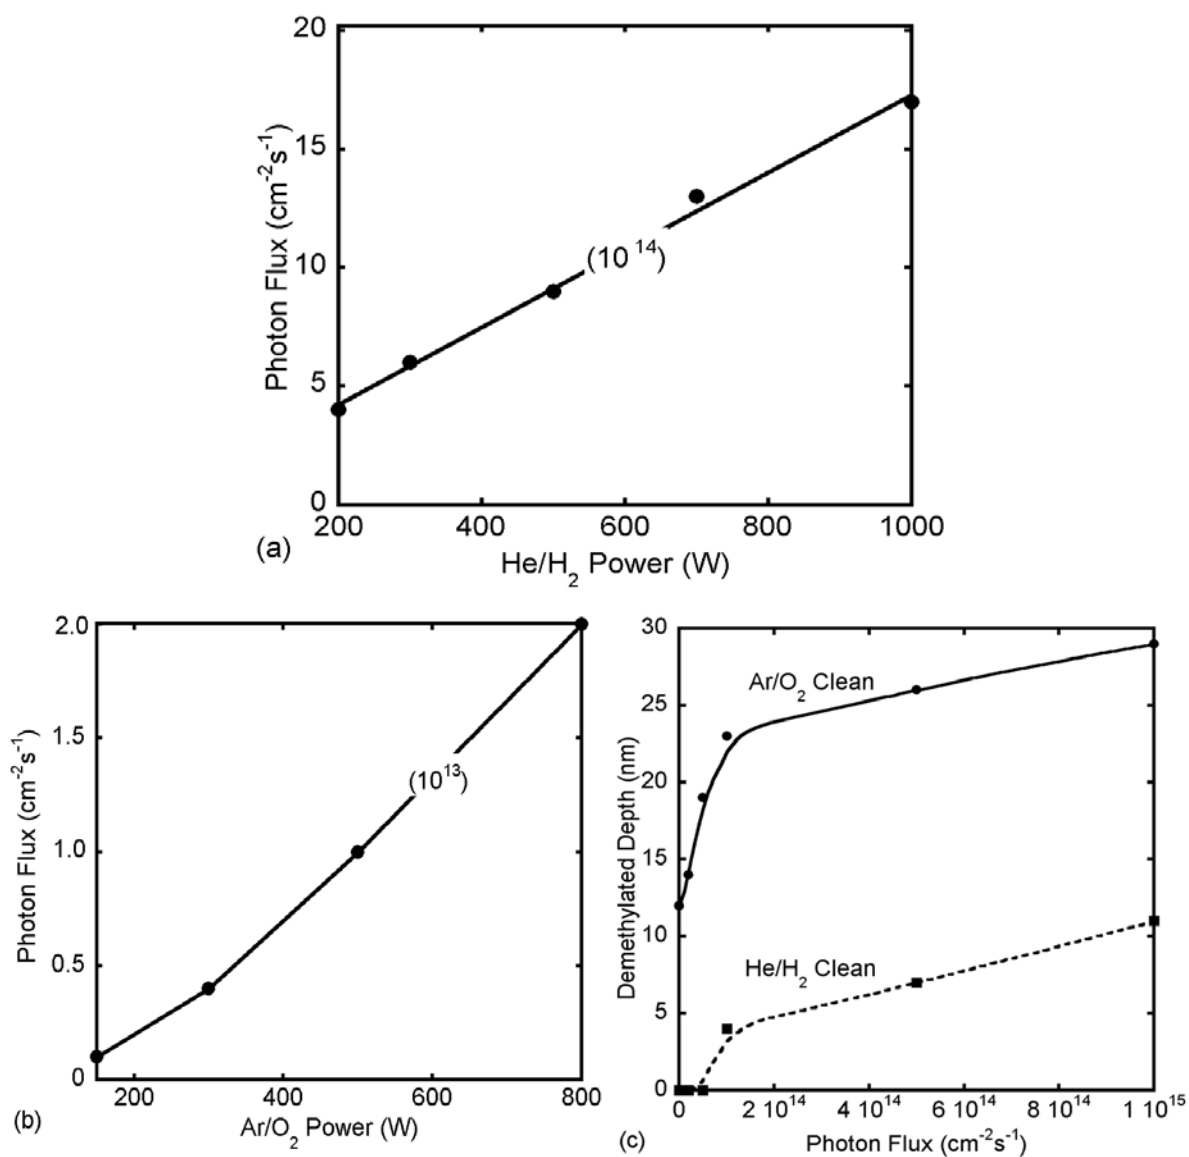 20
15
10
5
0
Photon Flux (cm⁻²s⁻¹)
(10¹⁴)
200 400 600 800 1000
(a)
He/H₂ Power (W)
2.0
1.5
1.0
0.5
0
Photon Flux (cm⁻²s⁻¹)
(10¹³)
200 400 600 800
(b)
Ar/O₂ Power (W)
30
25
20
15
10
5
0
Demethylated Depth (nm)
Ar/O₂ Clean
He/H₂ Clean
0 2 10¹⁴ 4 10¹⁴ 6 10¹⁴ 8 10¹⁴ 1 10¹⁵
(c)
Photon Flux (cm⁻²s⁻¹)